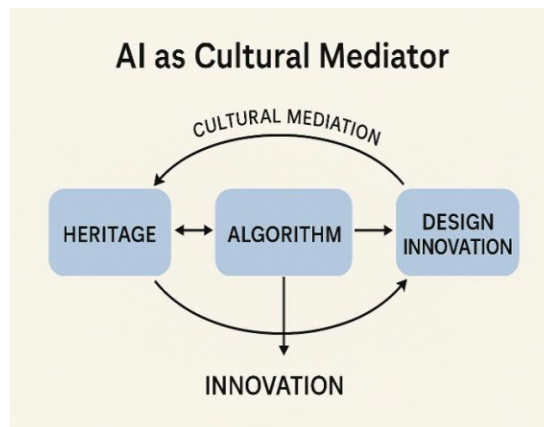 AI as Cultural Mediator
CULTURAL MEDIATION
HERITAGE
ALGORITHM
DESIGN
INNOVATION
INNOVATION